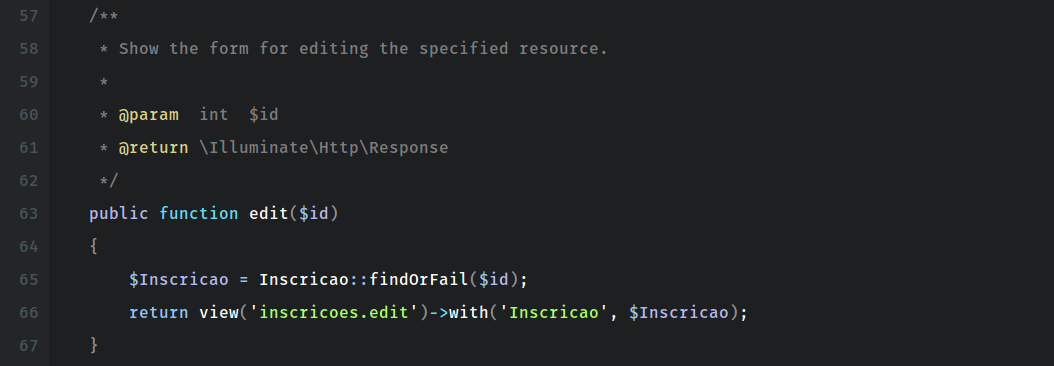 57 /**
58 * Show the form for editing the specified resource.
59 *
60 * @param  int  $id
61 * @return \Illuminate\Http\Response
62 */
63 public function edit($id)
64 {
65 $Inscricao = Inscricao::findOrFail($id);
66 return view('inscricoes.edit')->with('Inscricao', $Inscricao);
67 }